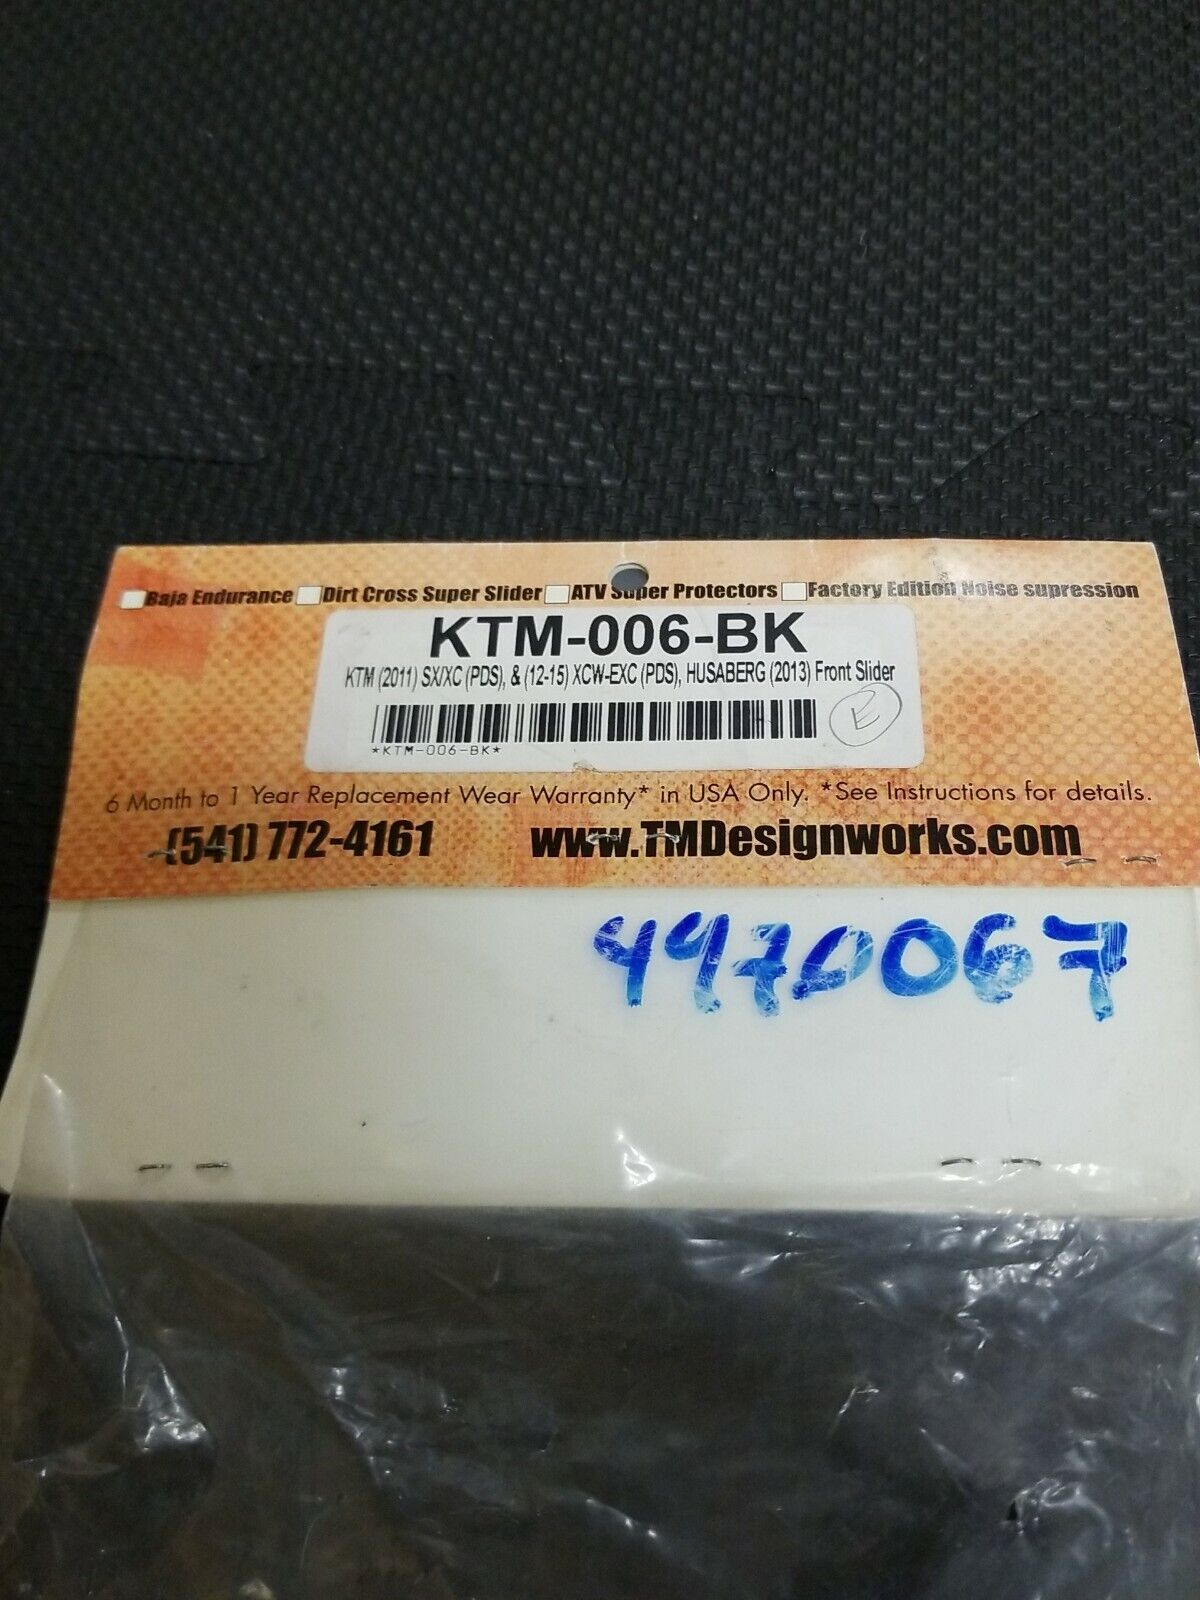 Baja Endurance Dirt Cross Super Slider ATV Super Protectors Factory Edition Noise supression
KTM-006-BK
KTM (2011) SX/XC (PDS), & (12-15) XCW-EXC (PDS), HUSABERG (2013) Front Slider
*KTM-006-BK*
E
6 Month to 1 Year Replacement Wear Warranty* in USA Only. *See Instructions for details.
(541) 772-4161 www.TMDesignworks.com
4970067